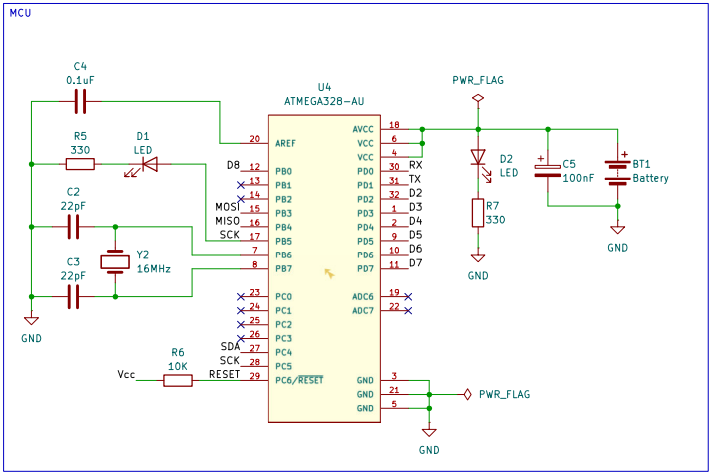 MCU
C4
0.1uF
U4
ATMEGA328-AU
PWR_FLAG
R5
330
D1
LED
20 AREF
AVCC 18
VCC 6
VCC 4
D8 12 PB0
13 PB1
14 PB2
MOSI 15 PB3
MISO 16 PB4
SCK 17 PB5
7 PB6
8 PB7
PD0 30 RX
PD1 31 TX
PD2 32 D2
PD3 1 D3
PD4 2 D4
PD5 9 D5
PD6 10 D6
PD7 11 D7
D2
LED
C5
100nF
BT1
Battery
R7
330
GND
GND
C2
22pF
Y2
16MHz
C3
22pF
GND
23 PC0
24 PC1
25 PC2
26 PC3
SDA 27 PC4
SCK 28 PC5
RESET 29 PC6/RESET
ADC6 19
ADC7 22
R6
10K
Vcc
GND 3
GND 21
GND 5
PWR_FLAG
GND